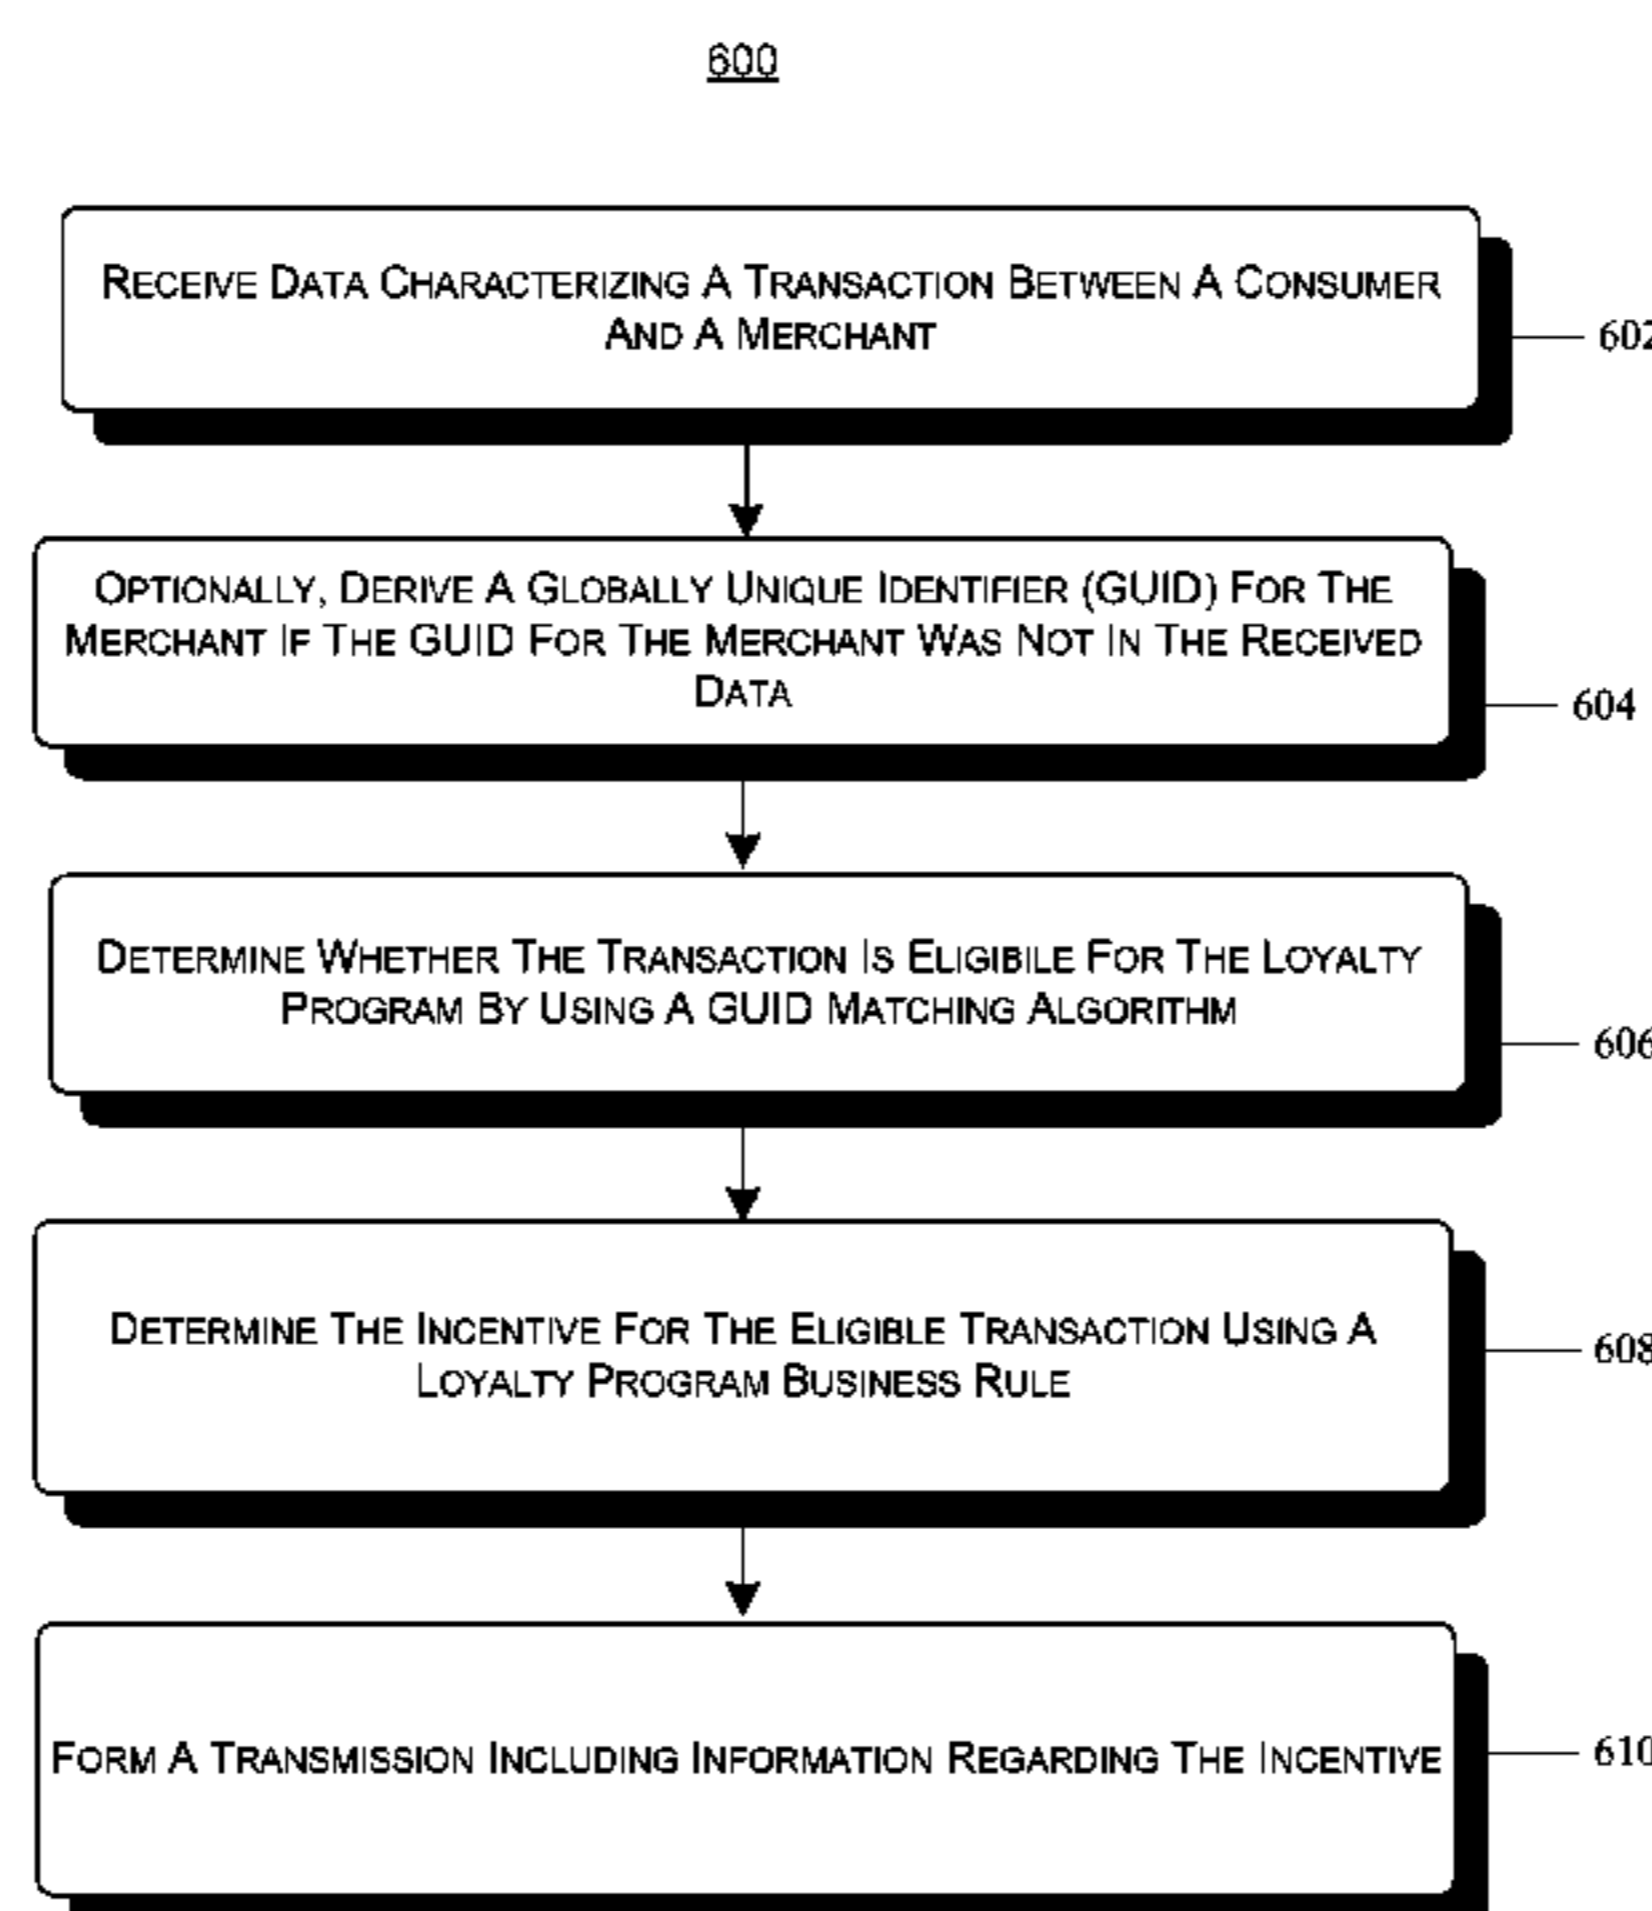 600
RECEIVE DATA CHARACTERIZING A TRANSACTION BETWEEN A CONSUMER
AND A MERCHANT
602
OPTIONALLY, DERIVE A GLOBALLY UNIQUE IDENTIFIER (GUID) FOR THE
MERCHANT IF THE GUID FOR THE MERCHANT WAS NOT IN THE RECEIVED
DATA
604
DETERMINE WHETHER THE TRANSACTION IS ELIGIBILE FOR THE LOYALTY
PROGRAM BY USING A GUID MATCHING ALGORITHM
606
DETERMINE THE INCENTIVE FOR THE ELIGIBLE TRANSACTION USING A
LOYALTY PROGRAM BUSINESS RULE
608
FORM A TRANSMISSION INCLUDING INFORMATION REGARDING THE INCENTIVE
610